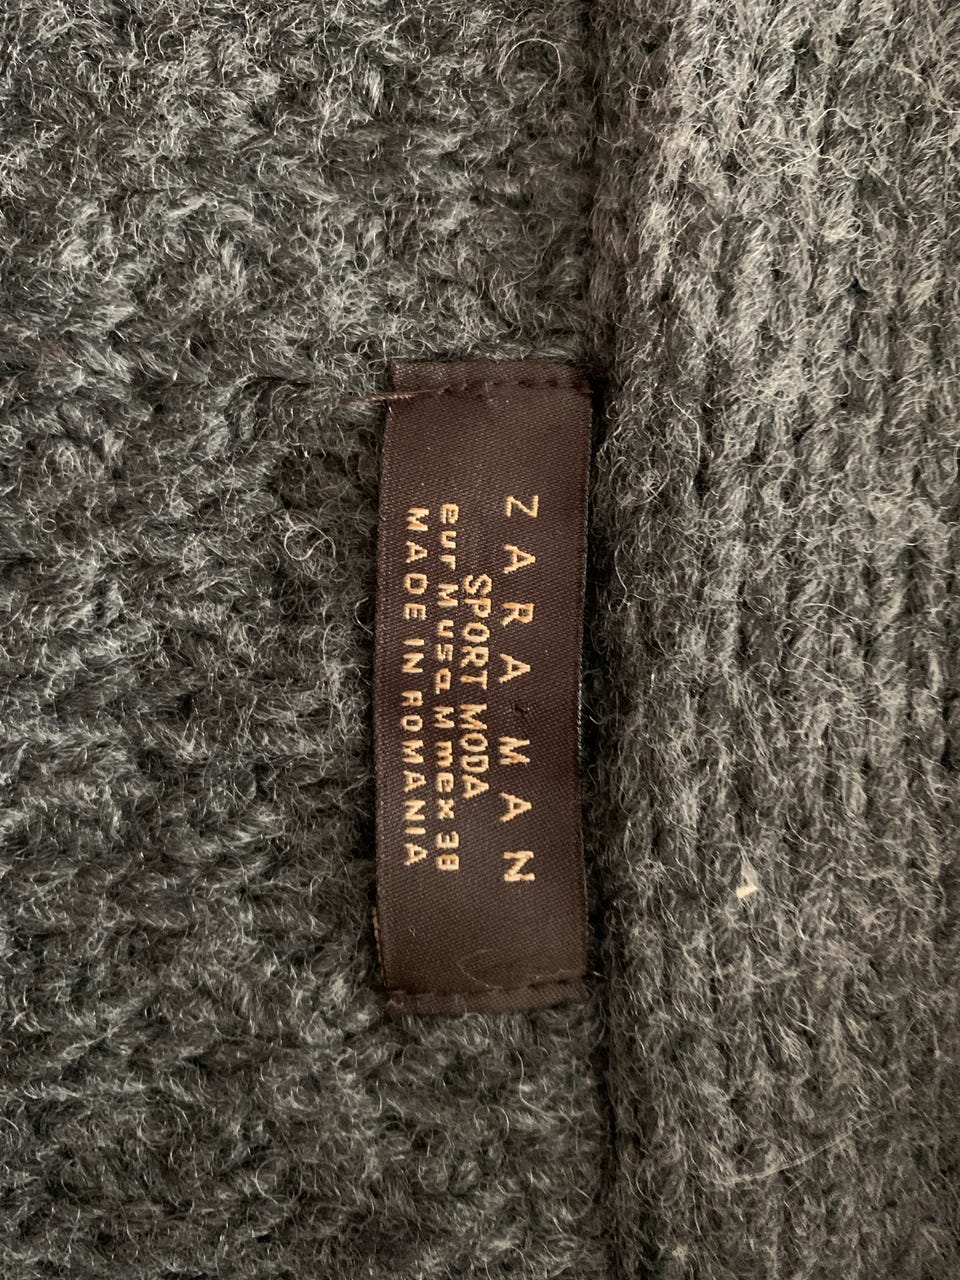 ZARA MAN
SPORT MODA
eur M usa M mex 38
MADE IN ROMANIA